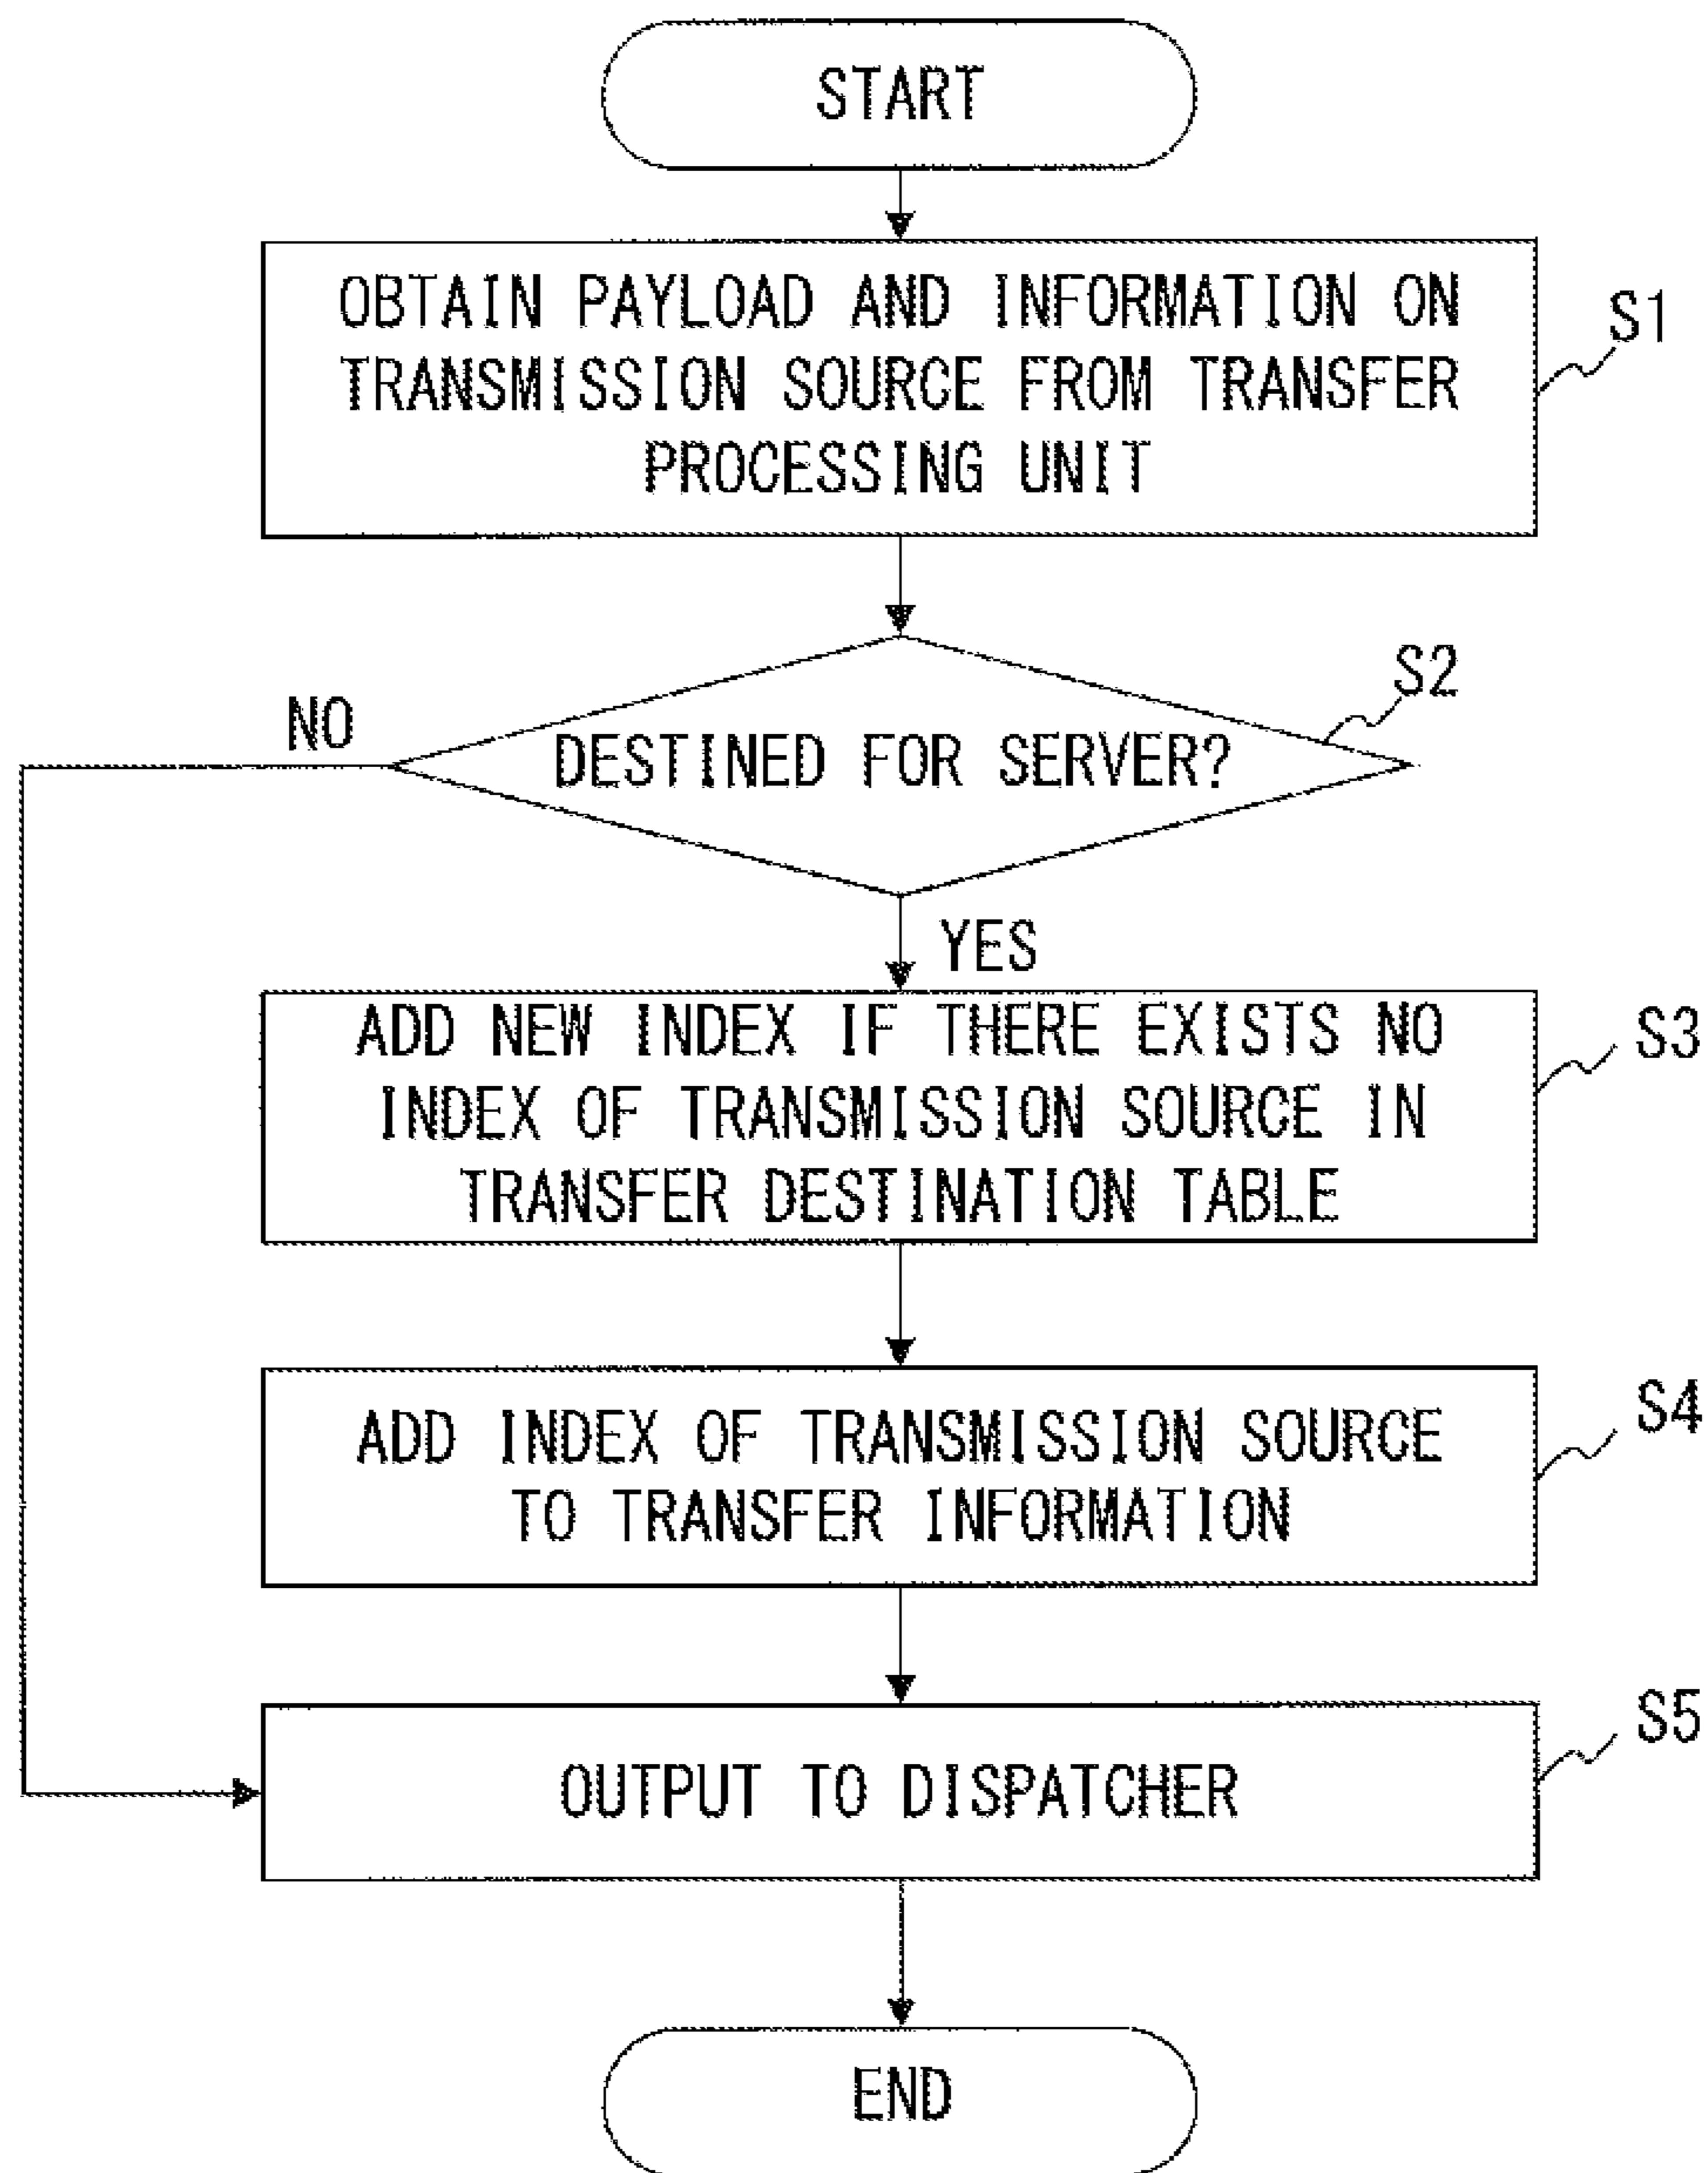 START
OBTAIN PAYLOAD AND INFORMATION ON
TRANSMISSION SOURCE FROM TRANSFER
PROCESSING UNIT
S1
S2
NO
DESTINED FOR SERVER?
YES
ADD NEW INDEX IF THERE EXISTS NO
INDEX OF TRANSMISSION SOURCE IN
TRANSFER DESTINATION TABLE
S3
ADD INDEX OF TRANSMISSION SOURCE
TO TRANSFER INFORMATION
S4
OUTPUT TO DISPATCHER
S5
END